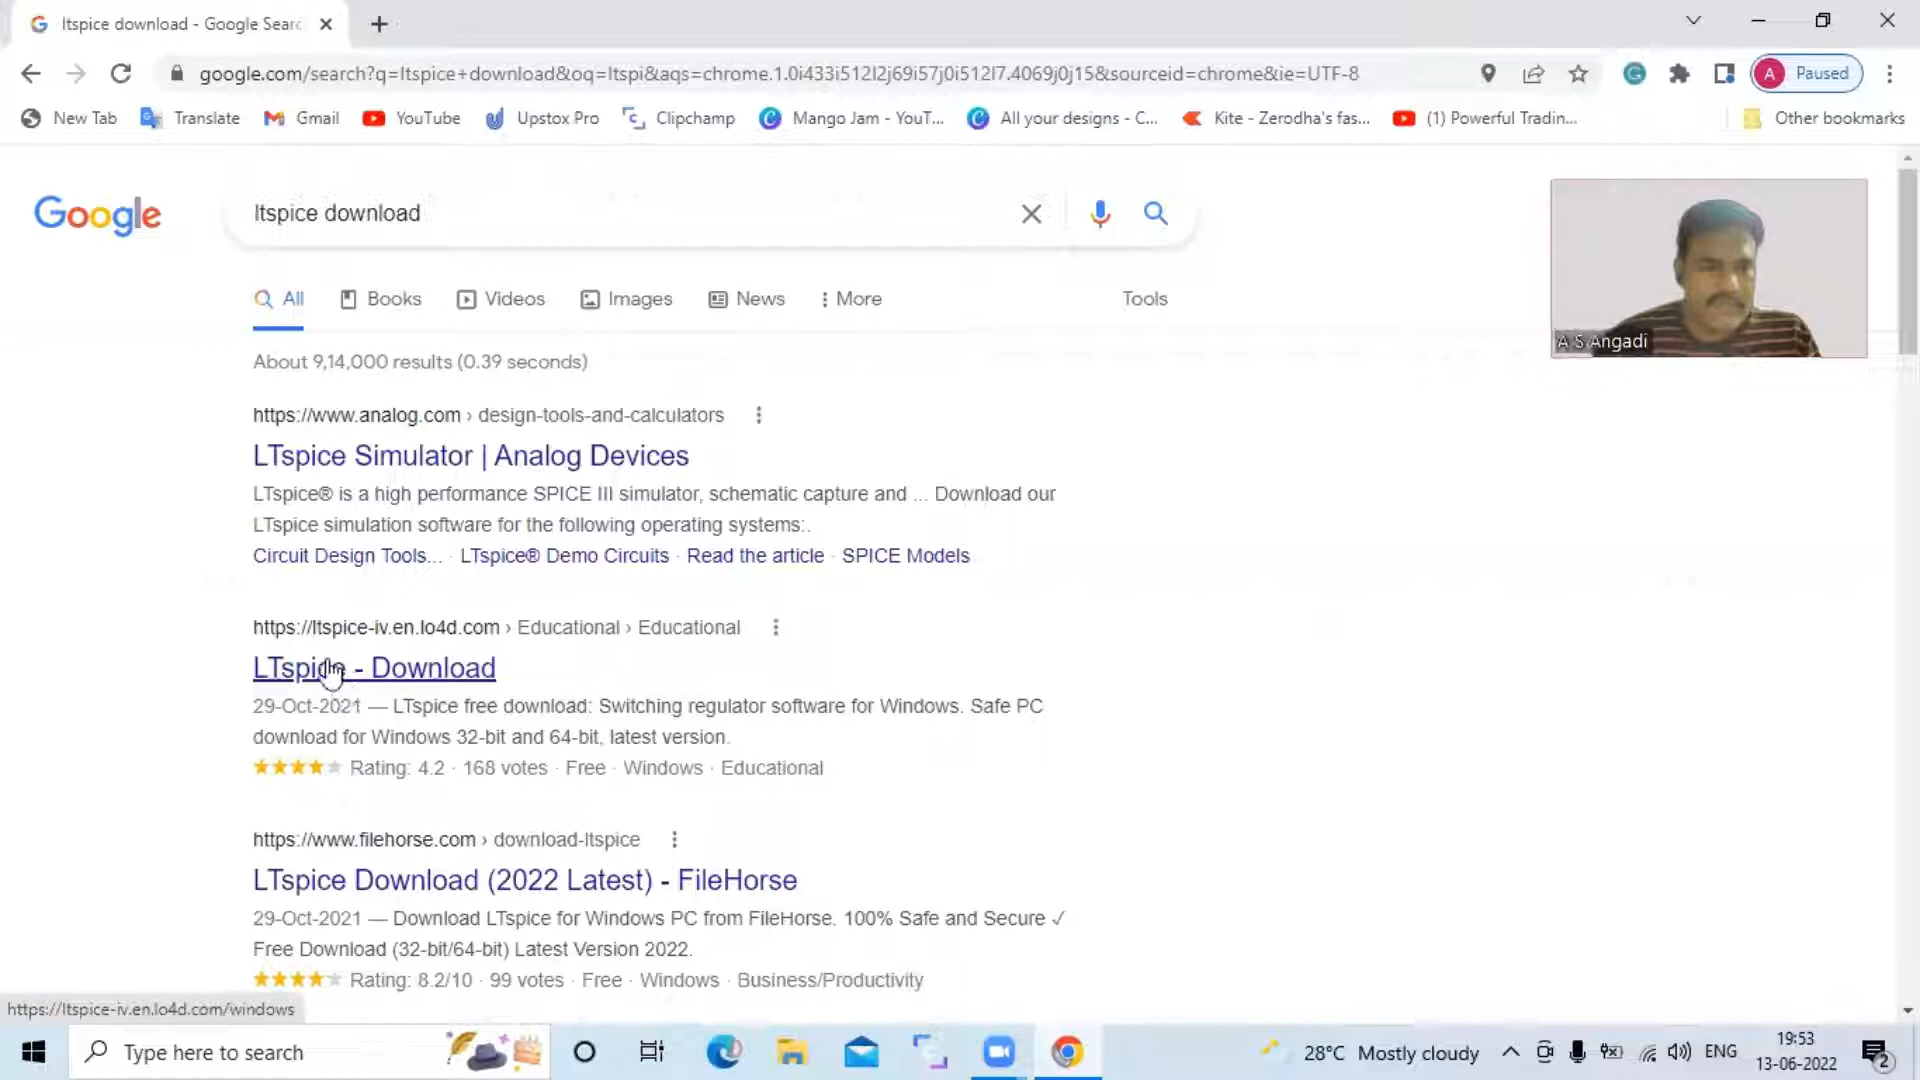 ltspice download - Google Searc
google.com/search?q=ltspice+download&oq=ltspi&aqs=chrome.1.0i433i512l2j69i57j0i512l7.4069j0j15&sourceid=chrome&ie=UTF-8
A Paused
New Tab Translate Gmail YouTube Upstox Pro Clipchamp Mango Jam - YouT... All your designs - C... Kite - Zerodha's fas... (1) Powerful Tradin... Other bookmarks
Google
ltspice download
All Books Videos Images News More Tools
About 9,14,000 results (0.39 seconds)
A S Angadi
https://www.analog.com › design-tools-and-calculators
LTspice Simulator | Analog Devices
LTspice® is a high performance SPICE III simulator, schematic capture and ... Download our
LTspice simulation software for the following operating systems:.
Circuit Design Tools... · LTspice® Demo Circuits · Read the article · SPICE Models
https://ltspice-iv.en.lo4d.com › Educational › Educational
LTspice - Download
29-Oct-2021 — LTspice free download: Switching regulator software for Windows. Safe PC
download for Windows 32-bit and 64-bit, latest version.
Rating: 4.2 · 168 votes · Free · Windows · Educational
https://www.filehorse.com › download-ltspice
LTspice Download (2022 Latest) - FileHorse
29-Oct-2021 — Download LTspice for Windows PC from FileHorse. 100% Safe and Secure ✓
Free Download (32-bit/64-bit) Latest Version 2022.
Rating: 8.2/10 · 99 votes · Free · Windows · Business/Productivity
https://ltspice-iv.en.lo4d.com/windows
Type here to search
28°C Mostly cloudy
ENG
19:53
13-06-2022
2